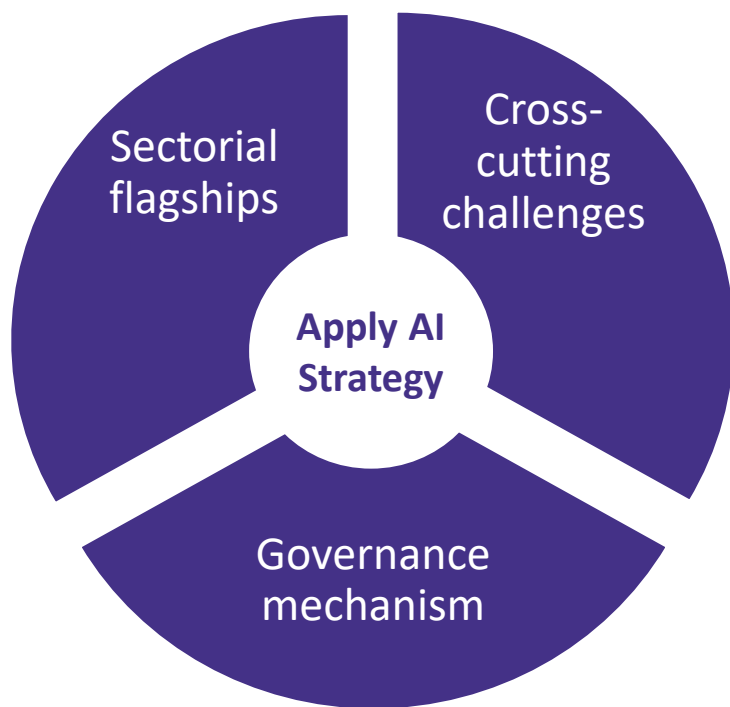 Sectorial
flagships
Cross-
cutting
challenges
Apply AI
Strategy
Governance
mechanism